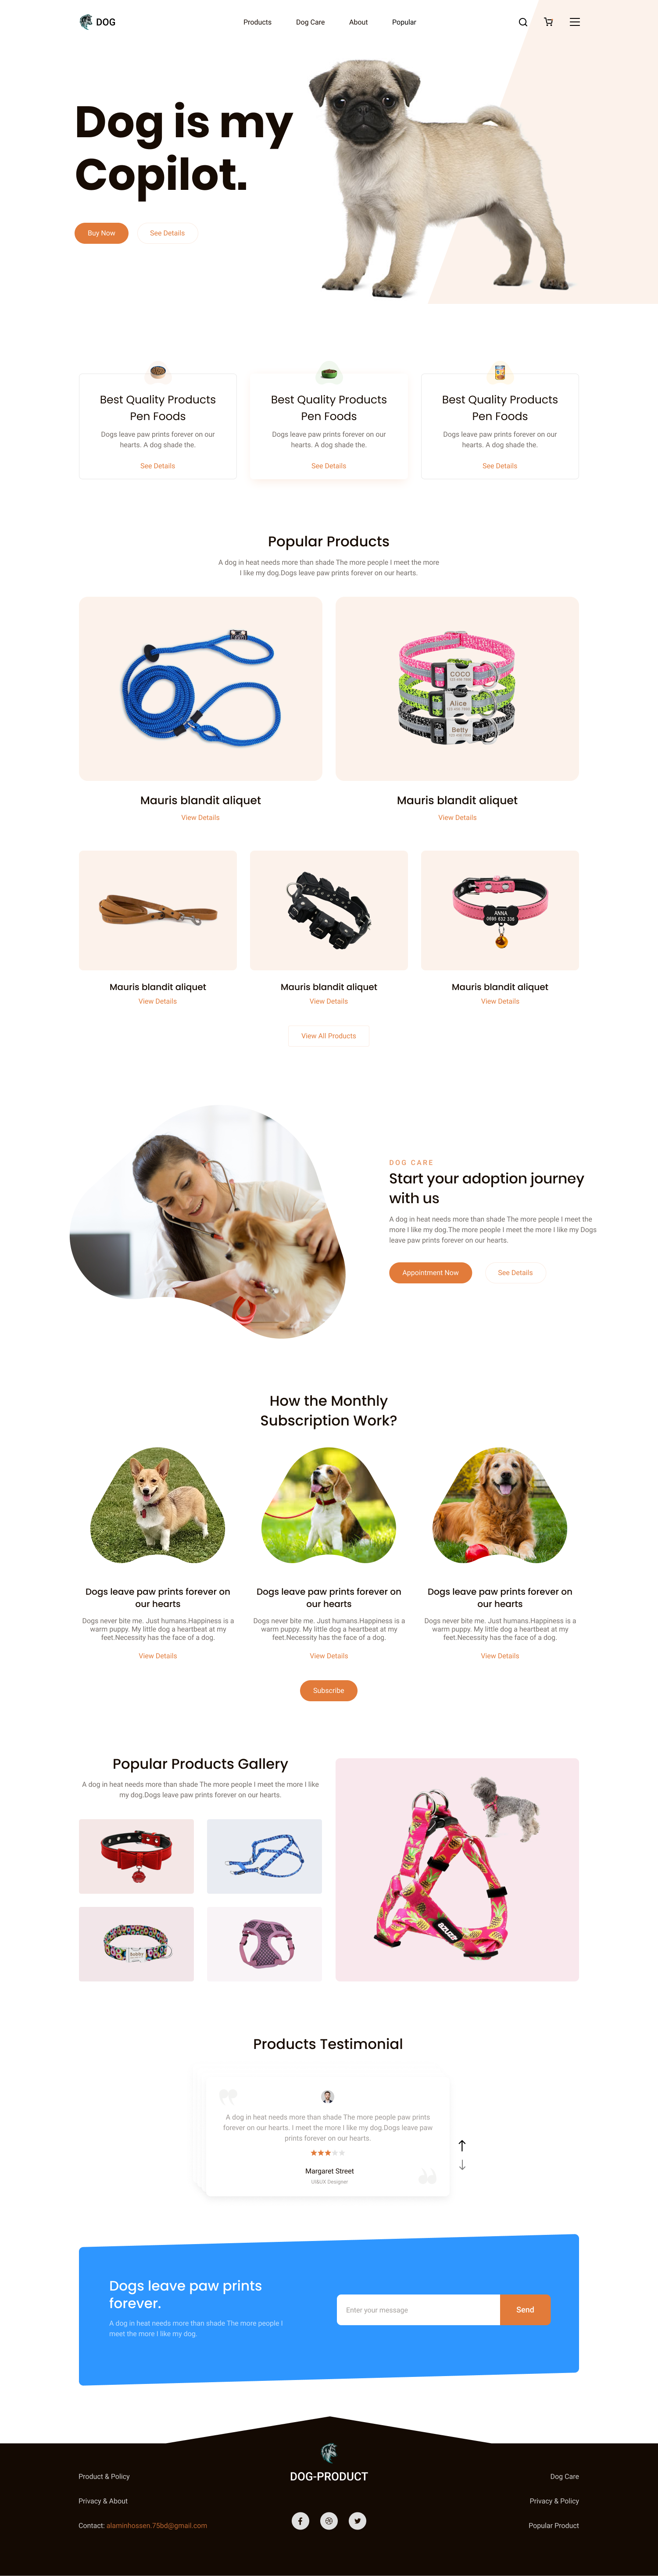 DOG
Products
Dog Care
About
Popular
Dog is my
Copilot.
Buy Now
See Details
Best Quality Products
Pen Foods
Dogs leave paw prints forever on our
hearts. A dog shade the.
See Details
Best Quality Products
Pen Foods
Dogs leave paw prints forever on our
hearts. A dog shade the.
See Details
Best Quality Products
Pen Foods
Dogs leave paw prints forever on our
hearts. A dog shade the.
See Details
Popular Products
A dog in heat needs more than shade The more people I meet the more
I like my dog.Dogs leave paw prints forever on our hearts.
COCO
Alice
Betty
Mauris blandit aliquet
View Details
Mauris blandit aliquet
View Details
ANNA
0695 632 336
Mauris blandit aliquet
View Details
Mauris blandit aliquet
View Details
Mauris blandit aliquet
View Details
View All Products
DOG CARE
Start your adoption journey
with us
A dog in heat needs more than shade The more people I meet the
more I like my dog.The more people I meet the more I like my Dogs
leave paw prints forever on our hearts.
Appointment Now
See Details
How the Monthly
Subscription Work?
Dogs leave paw prints forever on
our hearts
Dogs never bite me. Just humans.Happiness is a
warm puppy. My little dog a heartbeat at my
feet.Necessity has the face of a dog.
View Details
Dogs leave paw prints forever on
our hearts
Dogs never bite me. Just humans.Happiness is a
warm puppy. My little dog a heartbeat at my
feet.Necessity has the face of a dog.
View Details
Dogs leave paw prints forever on
our hearts
Dogs never bite me. Just humans.Happiness is a
warm puppy. My little dog a heartbeat at my
feet.Necessity has the face of a dog.
View Details
Subscribe
Popular Products Gallery
A dog in heat needs more than shade The more people I meet the more I like
my dog.Dogs leave paw prints forever on our hearts.
Bobby
Products Testimonial
A dog in heat needs more than shade The more people paw prints
forever on our hearts. I meet the more I like my dog.Dogs leave paw
prints forever on our hearts.
Margaret Street
UI&UX Designer
Dogs leave paw prints
forever.
A dog in heat needs more than shade The more people I
meet the more I like my dog.
Enter your message
Send
DOG-PRODUCT
Product & Policy
Privacy & About
Contact: alaminhossen.75bd@gmail.com
Dog Care
Privacy & Policy
Popular Product